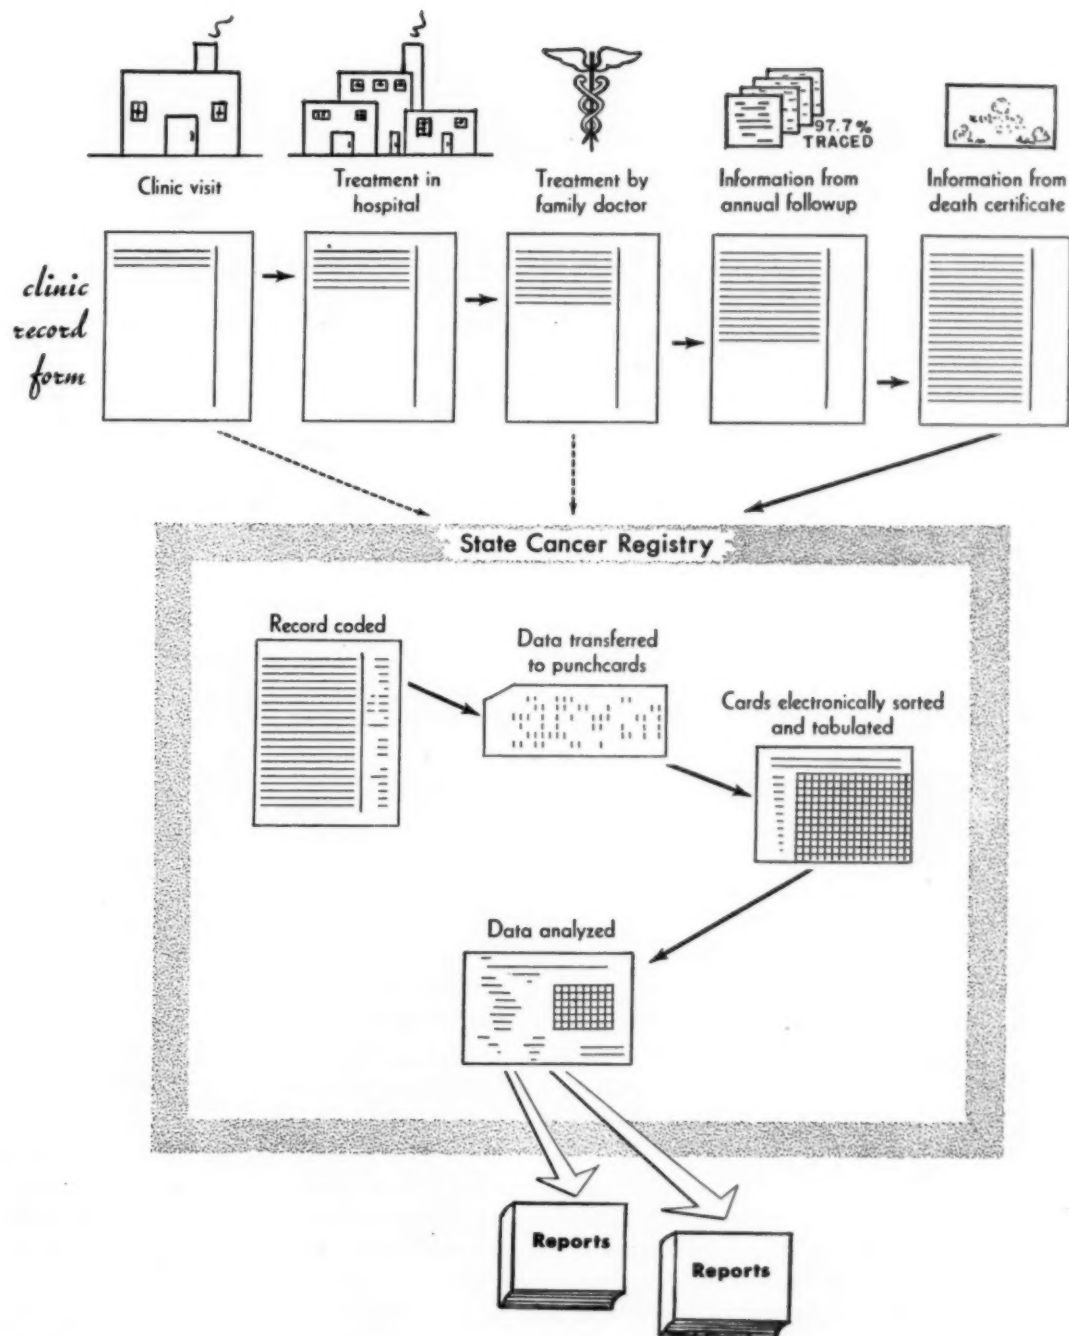 97.7%
TRACED
Clinic visit
Treatment in
hospital
Treatment by
family doctor
Information from
annual followup
Information from
death certificate
clinic
record
form
State Cancer Registry
Record coded
Data transferred
to punchcards
Cards electronically sorted
and tabulated
Data analyzed
Reports
Reports